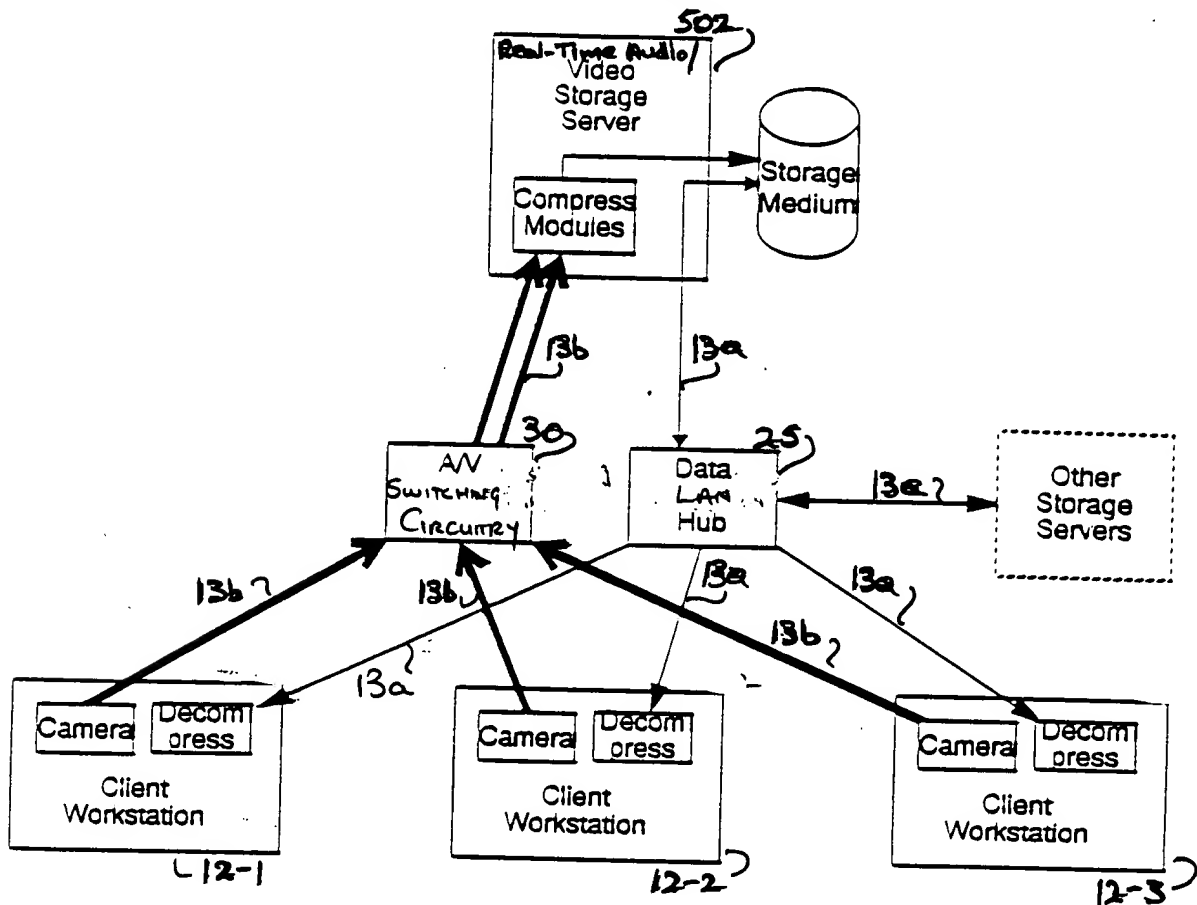 502
Real-Time Audio/
Video
Storage
Server
Compress
Modules
Storage
Medium
13b
13a
30
A/V
SWITCHING
CIRCUITRY
25
Data
LAN
Hub
13a
Other
Storage
Servers
13b
13b
13a
13a
13b
13a
Camera
Decom
press
Client
Workstation
12-1
Camera
Decom
press
Client
Workstation
12-2
Camera
Decom
press
Client
Workstation
12-3